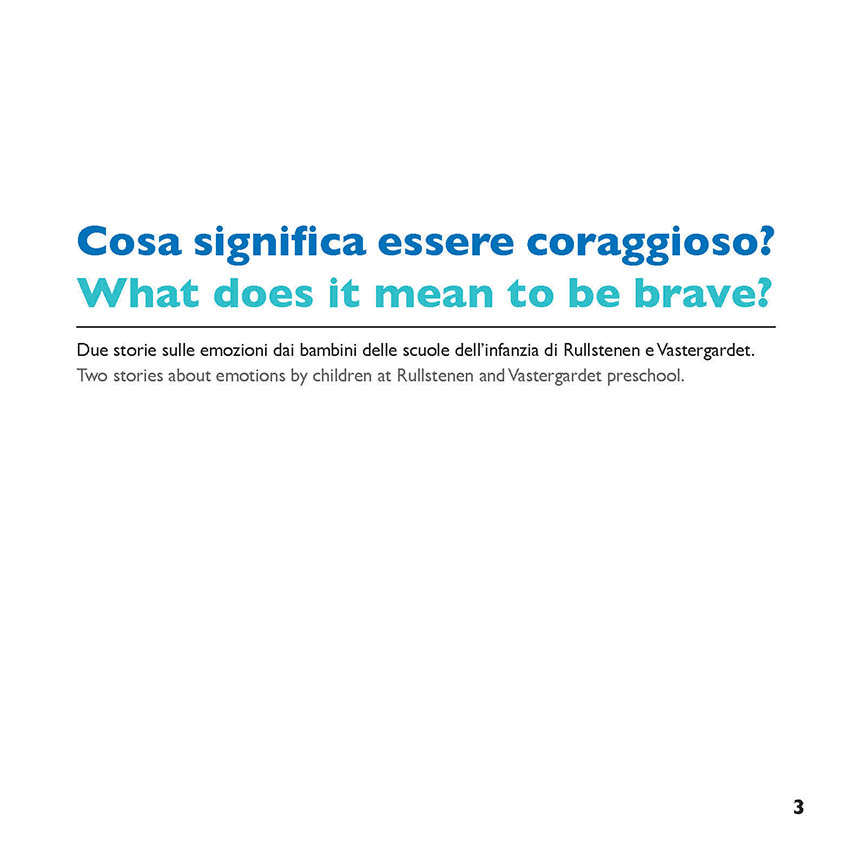 Cosa significa essere coraggioso?
What does it mean to be brave?
Due storie sulle emozioni dai bambini delle scuole dell'infanzia di Rullstenen e Vastergardet.
Two stories about emotions by children at Rullstenen and Vastergardet preschool.
3